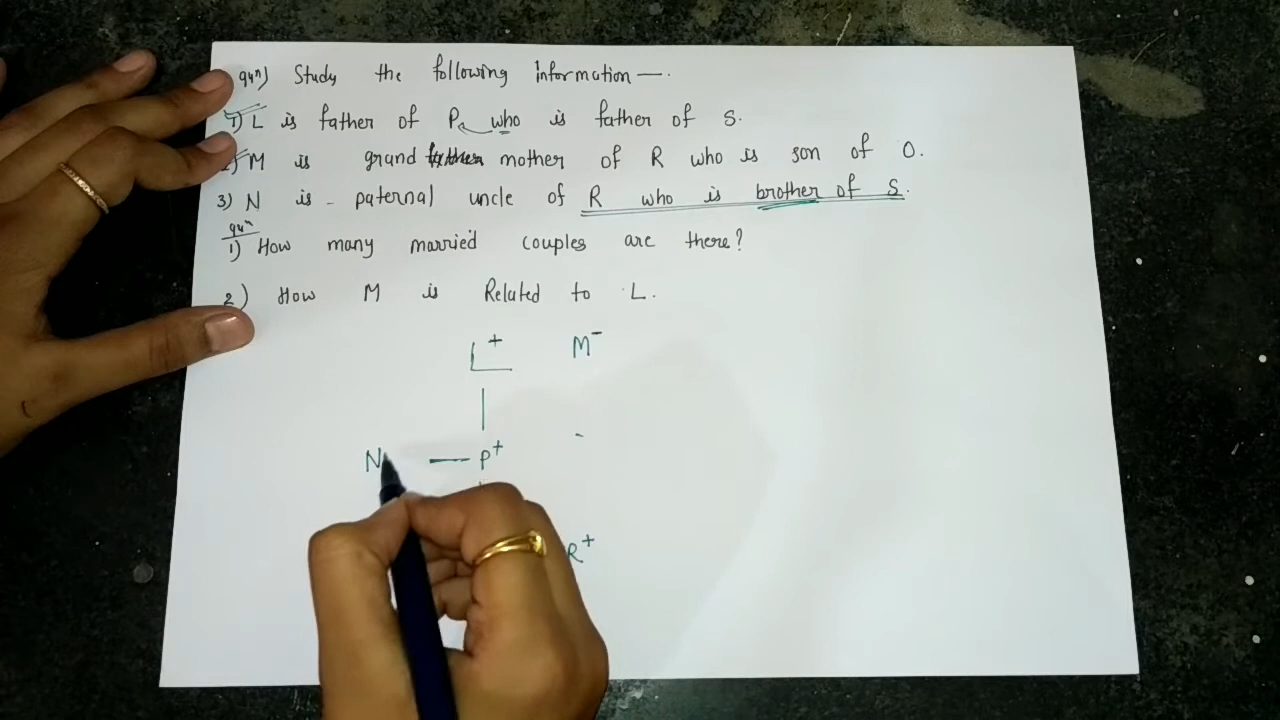 quⁿ) Study the following information —.
1) L is father of P who is father of S.
2) M is grand mother of R who is son of O.
3) N is - paternal uncle of R who is brother of S.
quⁿ
1) How many married couples are there?
2) How M is Related to L.
L⁺ M⁻
N — P⁺
R⁺